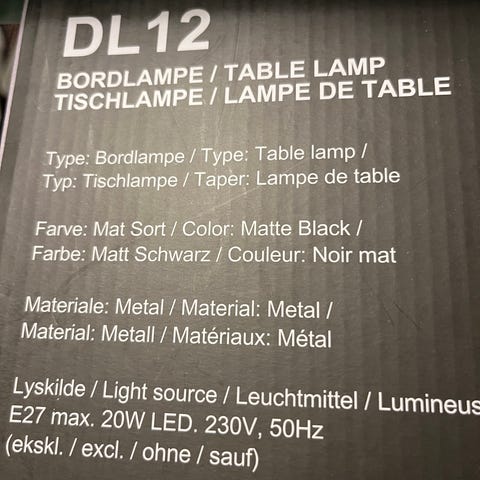 DL12
BORDLAMPE / TABLE LAMP
TISCHLAMPE / LAMPE DE TABLE
Type: Bordlampe / Type: Table lamp /
Typ: Tischlampe / Taper: Lampe de table
Farve: Mat Sort / Color: Matte Black /
Farbe: Matt Schwarz / Couleur: Noir mat
Materiale: Metal / Material: Metal /
Material: Metall / Matériaux: Métal
Lyskilde / Light source / Leuchtmittel / Lumineus
E27 max. 20W LED. 230V, 50Hz
(ekskl. / excl. / ohne / sauf)